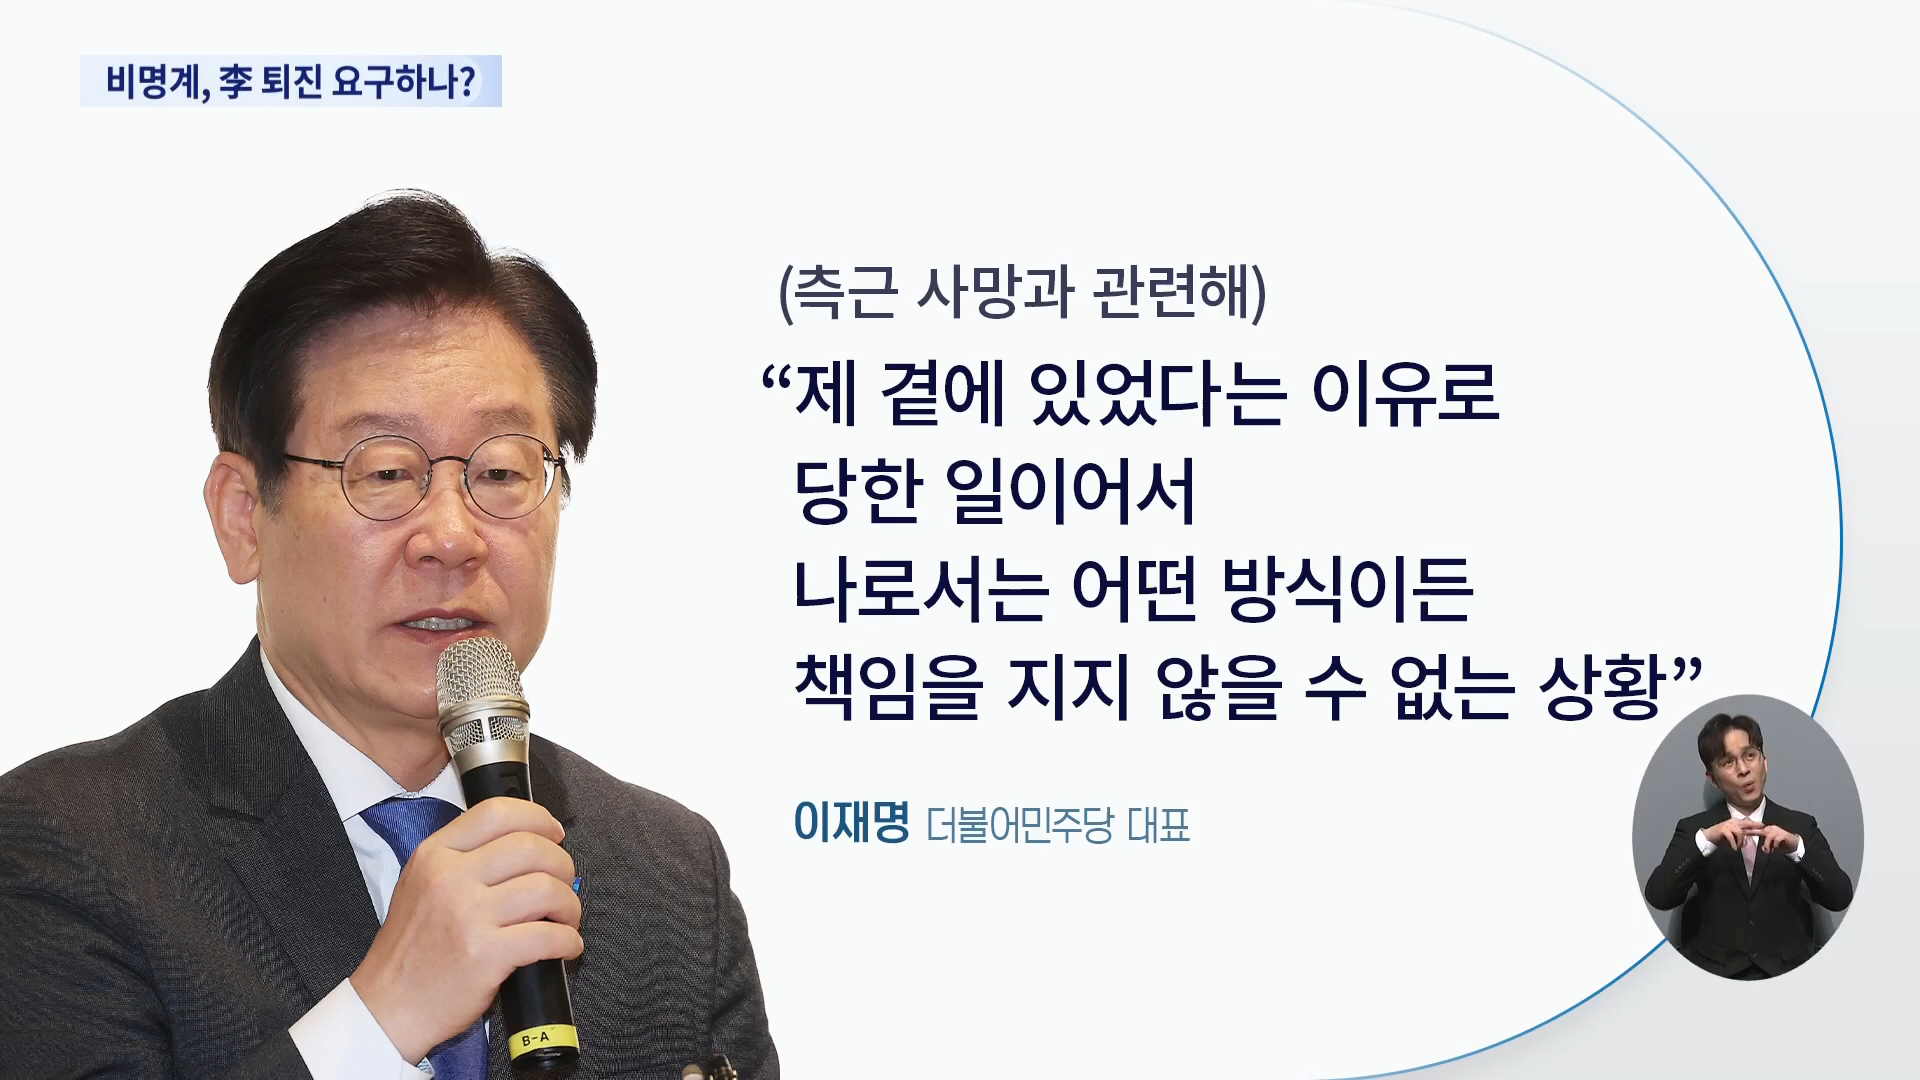 비명계, 李 퇴진 요구하나?
(측근 사망과 관련해)
“제 곁에 있었다는 이유로
당한 일이어서
나로서는 어떤 방식이든
책임을 지지 않을 수 없는 상황”
이재명 더불어민주당 대표
B-A